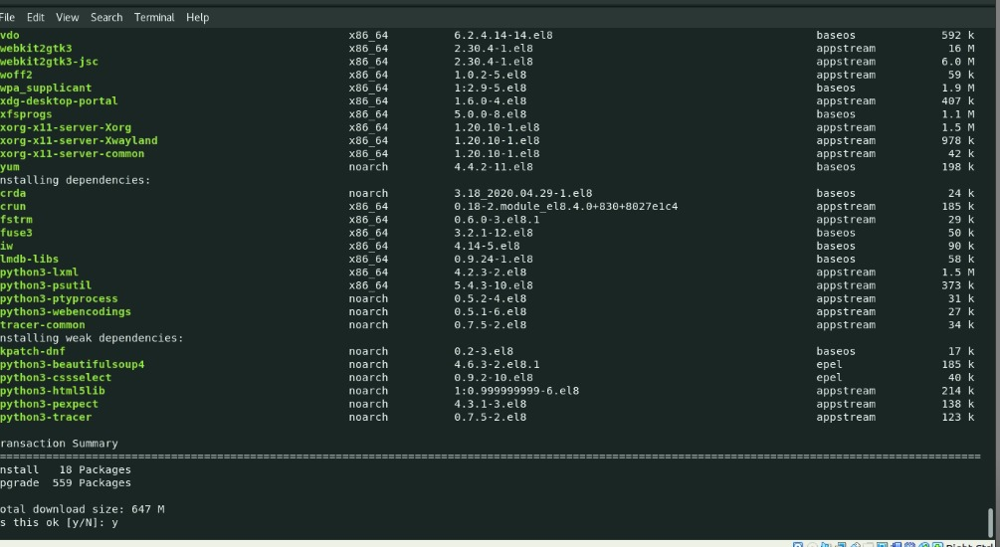 File Edit View Search Terminal Help
vdo x86_64 6.2.4.14-14.el8 baseos 592 k
webkit2gtk3 x86_64 2.30.4-1.el8 appstream 16 M
webkit2gtk3-jsc x86_64 2.30.4-1.el8 appstream 6.0 M
woff2 x86_64 1.0.2-5.el8 appstream 59 k
wpa_supplicant x86_64 1:2.9-5.el8 baseos 1.9 M
xdg-desktop-portal x86_64 1.6.0-4.el8 appstream 407 k
xfsprogs x86_64 5.0.0-8.el8 baseos 1.1 M
xorg-x11-server-Xorg x86_64 1.20.10-1.el8 appstream 1.5 M
xorg-x11-server-Xwayland x86_64 1.20.10-1.el8 appstream 978 k
xorg-x11-server-common x86_64 1.20.10-1.el8 appstream 42 k
yum noarch 4.4.2-11.el8 baseos 198 k
nstalling dependencies:
crda noarch 3.18_2020.04.29-1.el8 baseos 24 k
crun x86_64 0.18-2.module_el8.4.0+830+8027e1c4 appstream 185 k
fstrm x86_64 0.6.0-3.el8.1 appstream 29 k
fuse3 x86_64 3.2.1-12.el8 baseos 50 k
iw x86_64 4.14-5.el8 baseos 90 k
lmdb-libs x86_64 0.9.24-1.el8 baseos 58 k
python3-lxml x86_64 4.2.3-2.el8 appstream 1.5 M
python3-psutil x86_64 5.4.3-10.el8 appstream 373 k
python3-ptyprocess noarch 0.5.2-4.el8 appstream 31 k
python3-webencodings noarch 0.5.1-6.el8 appstream 27 k
tracer-common noarch 0.7.5-2.el8 appstream 34 k
nstalling weak dependencies:
kpatch-dnf noarch 0.2-3.el8 baseos 17 k
python3-beautifulsoup4 noarch 4.6.3-2.el8.1 epel 185 k
python3-cssselect noarch 0.9.2-10.el8 epel 40 k
python3-html5lib noarch 1:0.999999999-6.el8 appstream 214 k
python3-pexpect noarch 4.3.1-3.el8 appstream 138 k
python3-tracer noarch 0.7.5-2.el8 appstream 123 k
ransaction Summary
nstall 18 Packages
pgrade 559 Packages
otal download size: 647 M
s this ok [y/N]: y
Right Ctrl